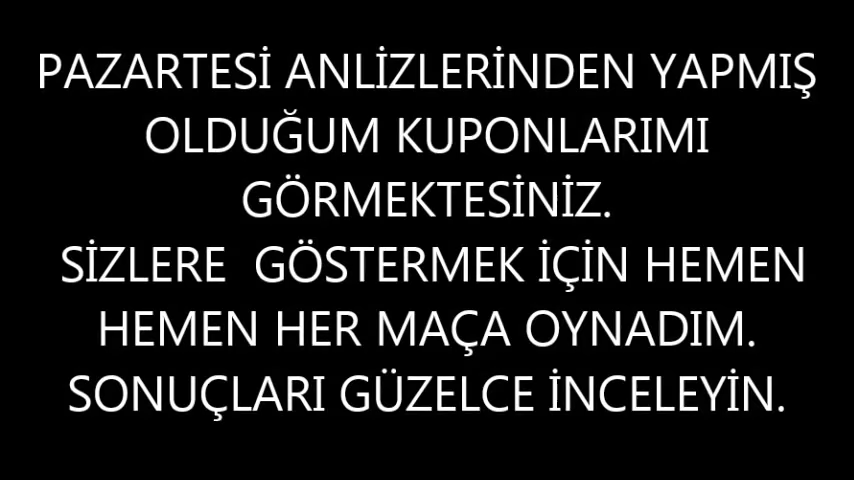 PAZARTESİ ANLİZLERİNDEN YAPMIŞ
OLDUĞUM KUPONLARIMI
GÖRMEKTESİNİZ.
SİZLERE  GÖSTERMEK İÇİN HEMEN
HEMEN HER MAÇA OYNADIM.
SONUÇLARI GÜZELCE İNCELEYİN.